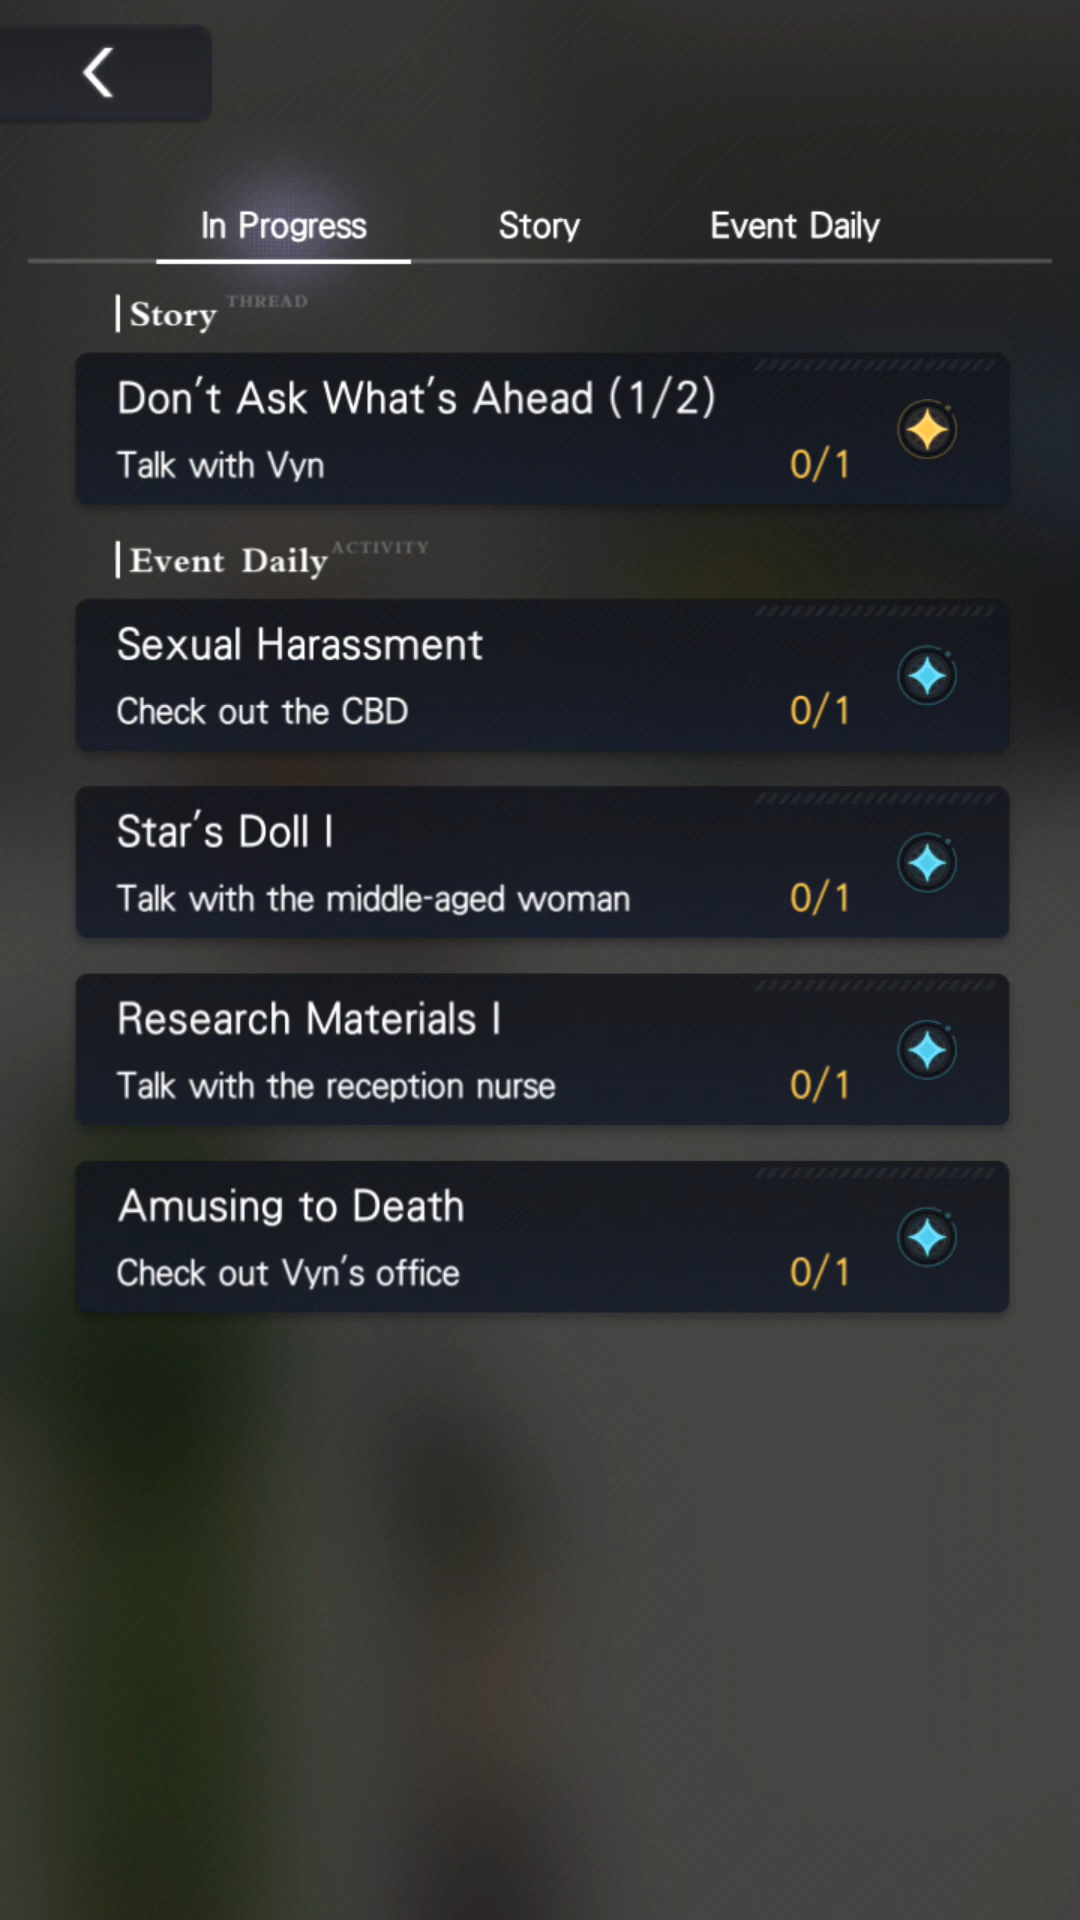 In Progress Story Event Daily
Story THREAD
Don't Ask What's Ahead (1/2)
Talk with Vyn 0/1
Event Daily ACTIVITY
Sexual Harassment
Check out the CBD 0/1
Star's Doll I
Talk with the middle-aged woman 0/1
Research Materials I
Talk with the reception nurse 0/1
Amusing to Death
Check out Vyn's office 0/1